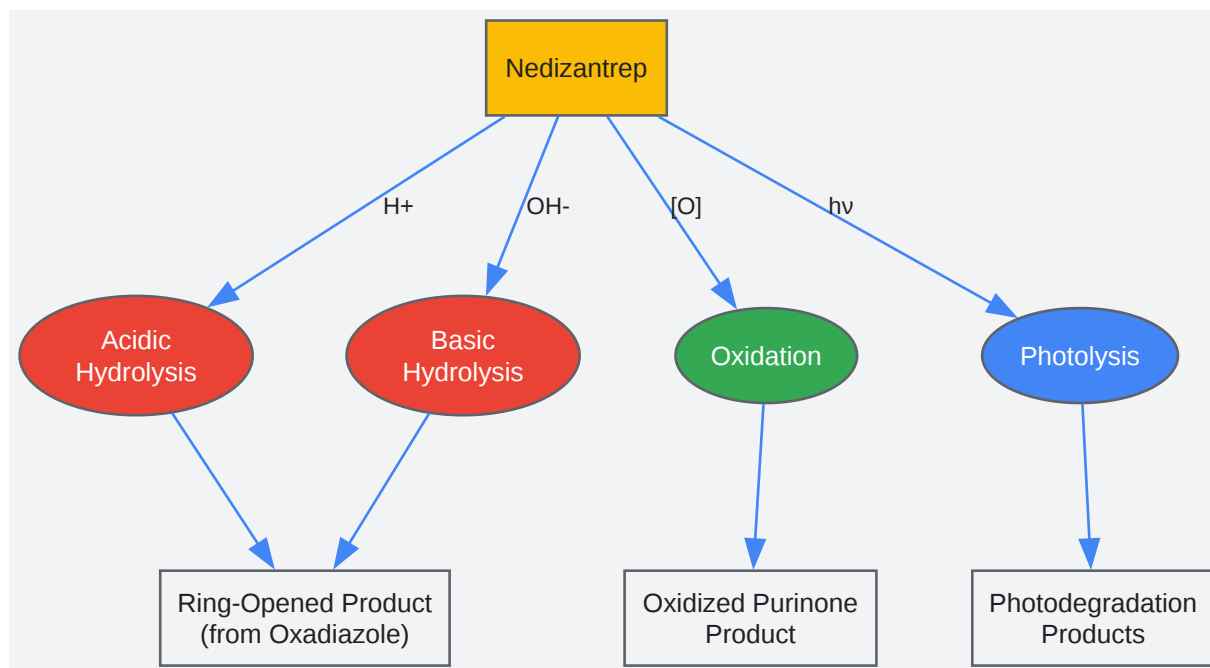 Nedizantrep
H+
OH-
[O]
hν
Acidic
Hydrolysis
Basic
Hydrolysis
Oxidation
Photolysis
Ring-Opened Product
(from Oxadiazole)
Oxidized Purinone
Product
Photodegradation
Products